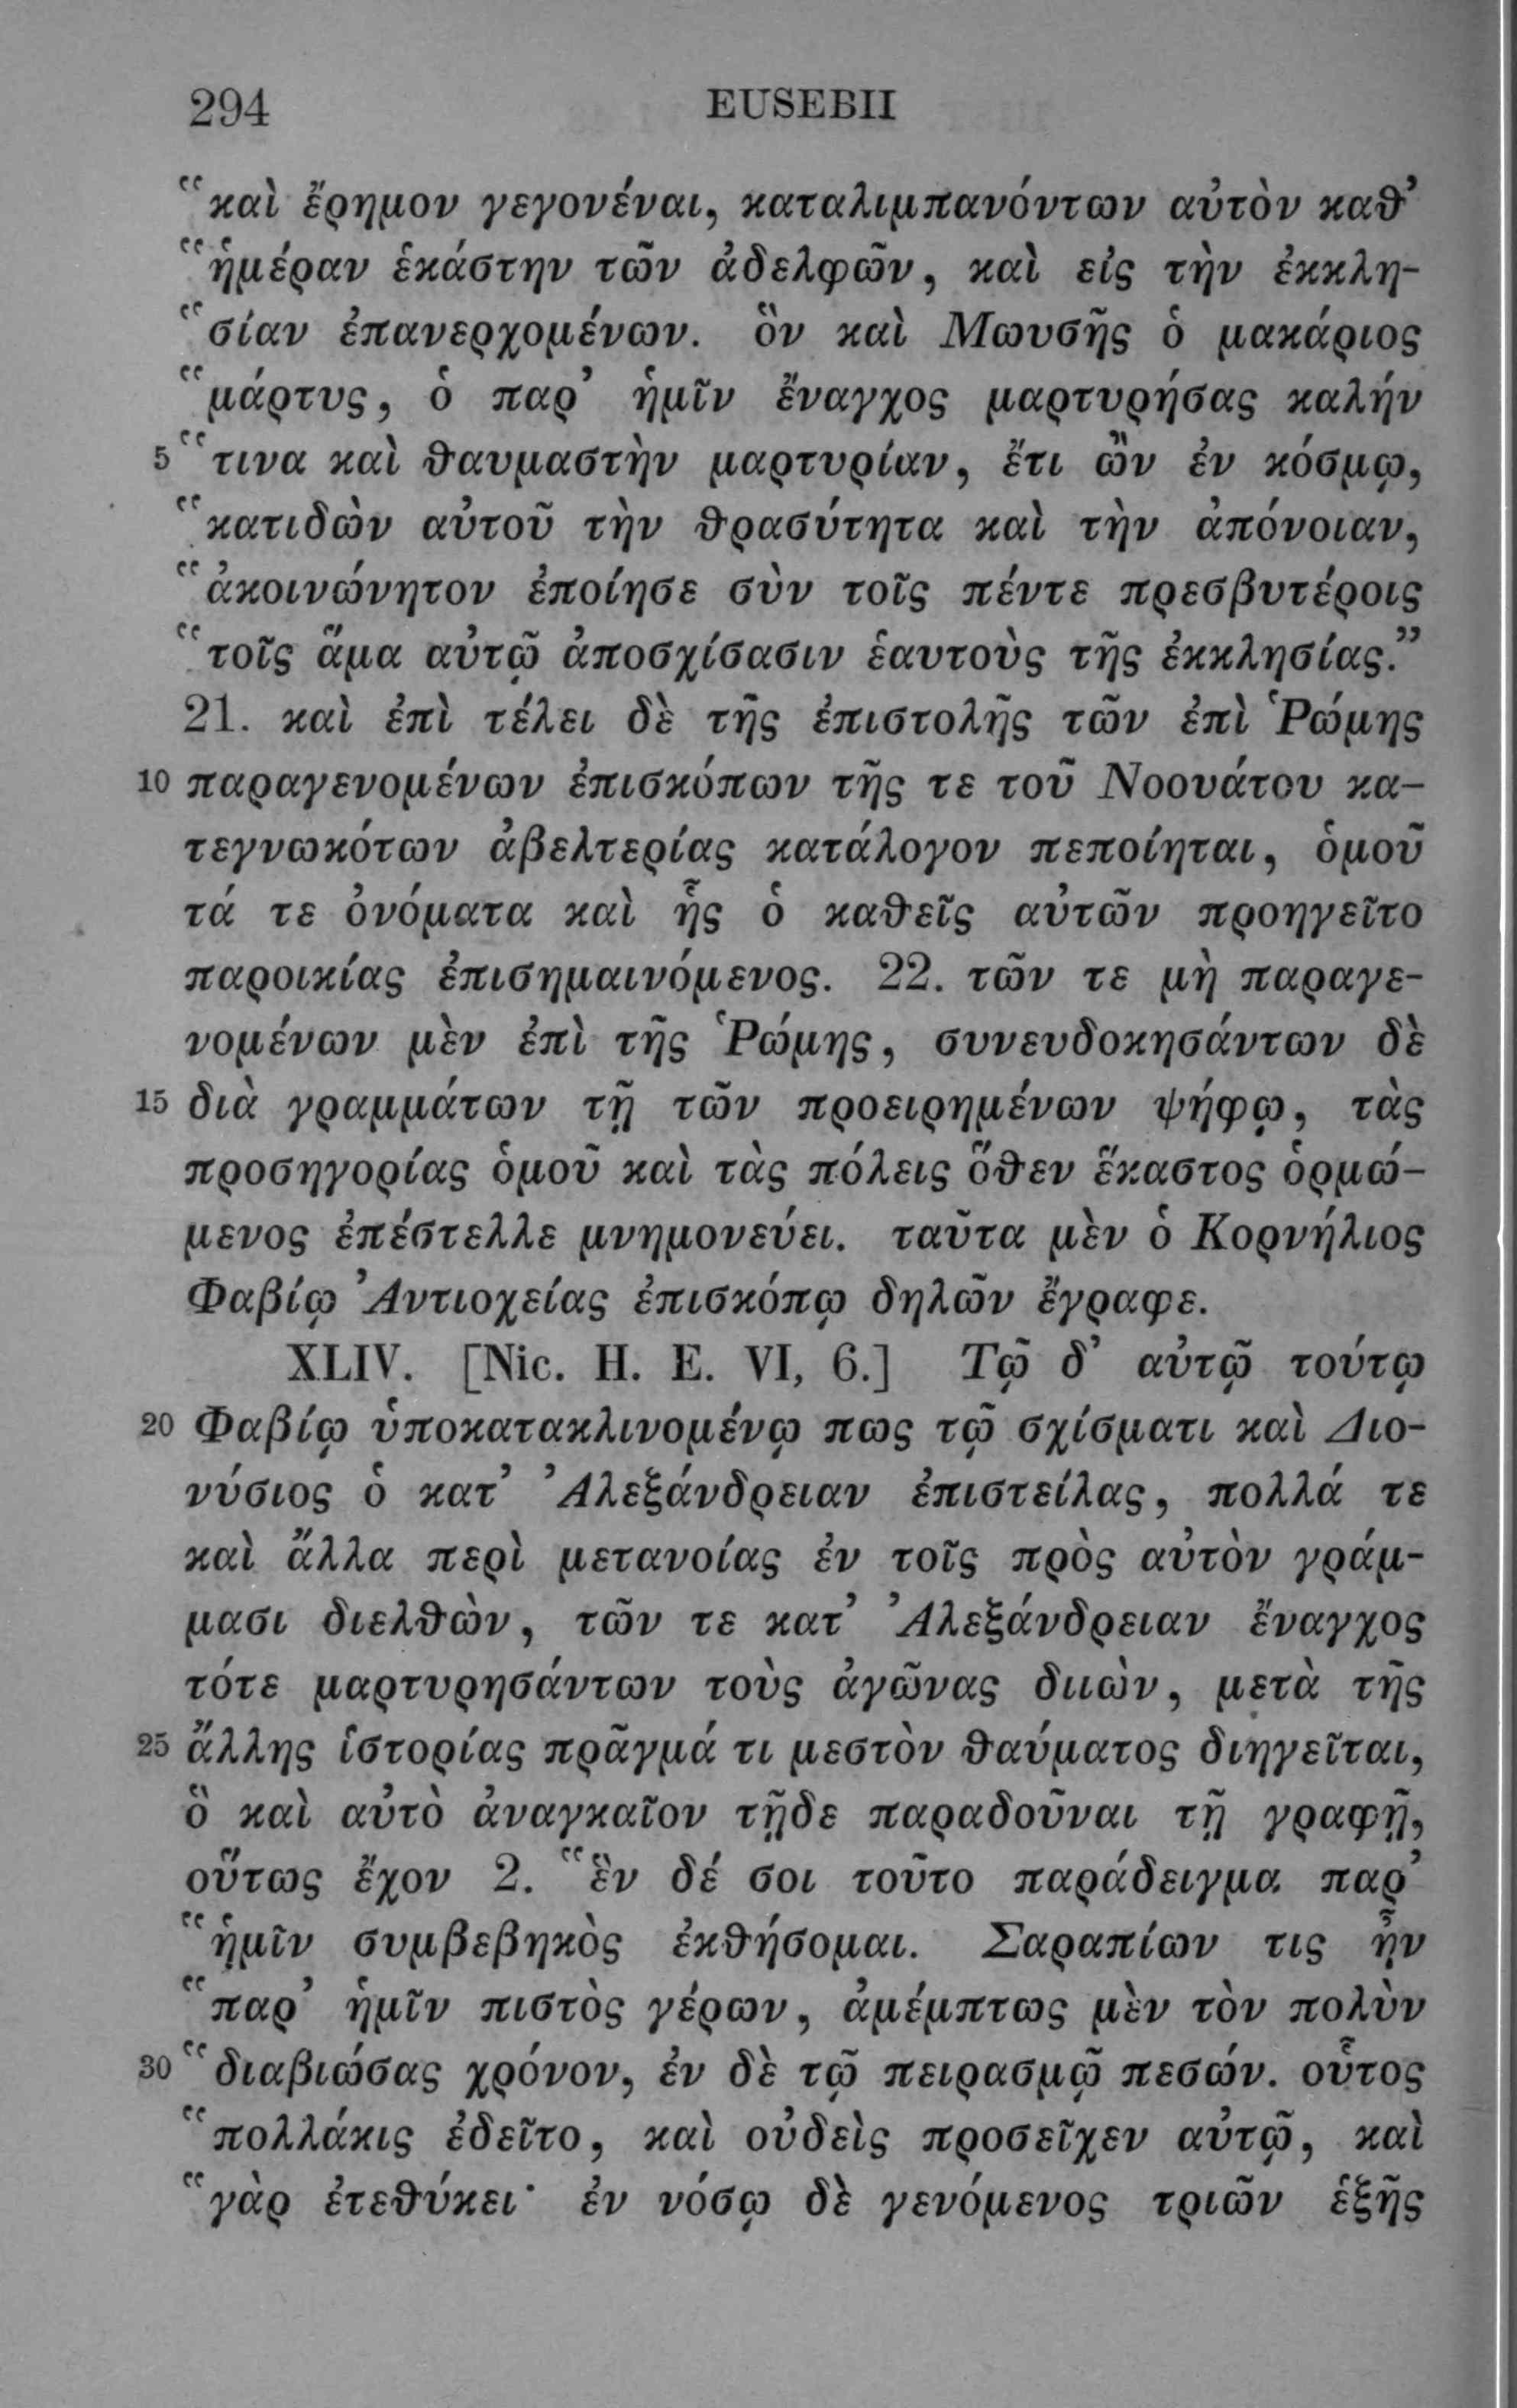 294 EUSEBII
“καὶ ἔρημον γεγονέναι, καταλιμπανόντων αὐτὸν καθ’
“ἡμέραν ἑκάστην τῶν ἀδελφῶν, καὶ εἰς τὴν ἐκκλη-
“σίαν ἐπανερχομένων. ὃν καὶ Μωυσῆς ὁ μακάριος
“μάρτυς, ὁ παρ’ ἡμῖν ἔναγχος μαρτυρήσας καλήν
5 “τινα καὶ θαυμαστὴν μαρτυρίαν, ἔτι ὢν ἐν κόσμῳ,
“κατιδὼν αὐτοῦ τὴν θρασύτητα καὶ τὴν ἀπόνοιαν,
“ἀκοινώνητον ἐποίησε σὺν τοῖς πέντε πρεσβυτέροις
“τοῖς ἅμα αὐτῷ ἀποσχίσασιν ἑαυτοὺς τῆς ἐκκλησίας.”
21. καὶ ἐπὶ τέλει δὲ τῆς ἐπιστολῆς τῶν ἐπὶ Ῥώμης
10 παραγενομένων ἐπισκόπων τῆς τε τοῦ Νοουάτου κα-
τεγνωκότων ἀβελτερίας κατάλογον πεποίηται, ὁμοῦ
τά τε ὀνόματα καὶ ἧς ὁ καθεῖς αὐτῶν προηγεῖτο
παροικίας ἐπισημαινόμενος. 22. τῶν τε μὴ παραγε-
νομένων μὲν ἐπὶ τῆς Ῥώμης, συνευδοκησάντων δὲ
15 διὰ γραμμάτων τῇ τῶν προειρημένων ψήφῳ, τὰς
προσηγορίας ὁμοῦ καὶ τὰς πόλεις ὅθεν ἕκαστος ὁρμώ-
μενος ἐπέστελλε μνημονεύει. ταῦτα μὲν ὁ Κορνήλιος
Φαβίῳ Ἀντιοχείας ἐπισκόπῳ δηλῶν ἔγραφε.
XLIV. [Nic. H. E. VI, 6.] Τῷ δ’ αὐτῷ τούτῳ
20 Φαβίῳ ὑποκατακλινομένῳ πως τῷ σχίσματι καὶ Διο-
νύσιος ὁ κατ’ Ἀλεξάνδρειαν ἐπιστείλας, πολλά τε
καὶ ἄλλα περὶ μετανοίας ἐν τοῖς πρὸς αὐτὸν γράμ-
μασι διελθὼν, τῶν τε κατ’ Ἀλεξάνδρειαν ἔναγχος
τότε μαρτυρησάντων τοὺς ἀγῶνας διιὼν, μετὰ τῆς
25 ἄλλης ἱστορίας πρᾶγμά τι μεστὸν θαύματος διηγεῖται,
ὃ καὶ αὐτὸ ἀναγκαῖον τῇδε παραδοῦναι τῇ γραφῇ,
οὕτως ἔχον 2. “ἓν δέ σοι τοῦτο παράδειγμα παρ’
“ἡμῖν συμβεβηκὸς ἐκθήσομαι. Σαραπίων τις ἦν
“παρ’ ἡμῖν πιστὸς γέρων, ἀμέμπτως μὲν τὸν πολὺν
30 “διαβιώσας χρόνον, ἐν δὲ τῷ πειρασμῷ πεσών. οὗτος
“πολλάκις ἐδεῖτο, καὶ οὐδεὶς προσεῖχεν αὐτῷ, καὶ
“γὰρ ἐτεθύκει· ἐν νόσῳ δὲ γενόμενος τριῶν ἑξῆς